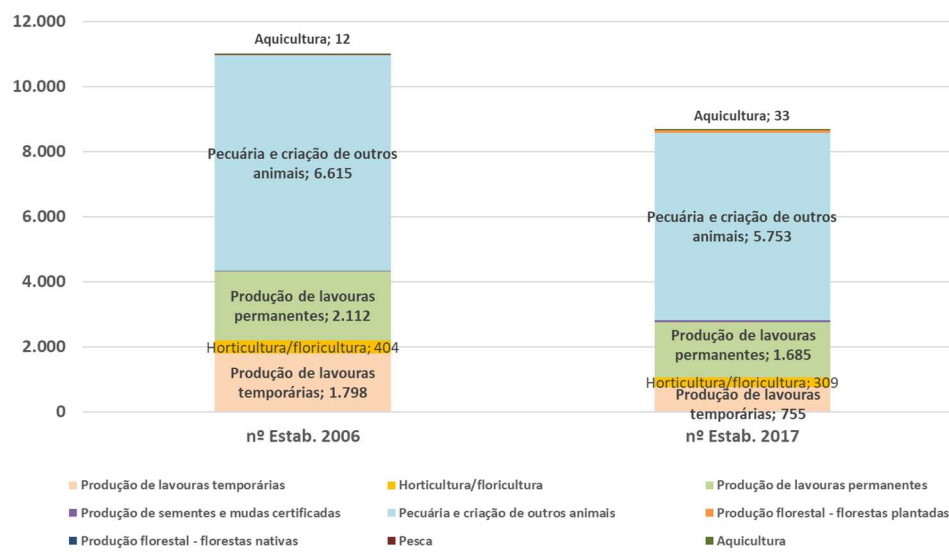 12.000
10.000
8.000
6.000
4.000
2.000
0
Aquicultura; 12
Pecuária e criação de outros
animais; 6.615
Produção de lavouras
permanentes; 2.112
Horticultura/floricultura; 404
Produção de lavouras
temporárias; 1.798
Aquicultura; 33
Pecuária e criação de outros
animais; 5.753
Produção de lavouras
permanentes; 1.685
Horticultura/floricultura; 309
Produção de lavouras
temporárias; 755
nº Estab. 2006
nº Estab. 2017
Produção de lavouras temporárias
Horticultura/floricultura
Produção de lavouras permanentes
Produção de sementes e mudas certificadas
Pecuária e criação de outros animais
Produção florestal - florestas plantadas
Produção florestal - florestas nativas
Pesca
Aquicultura